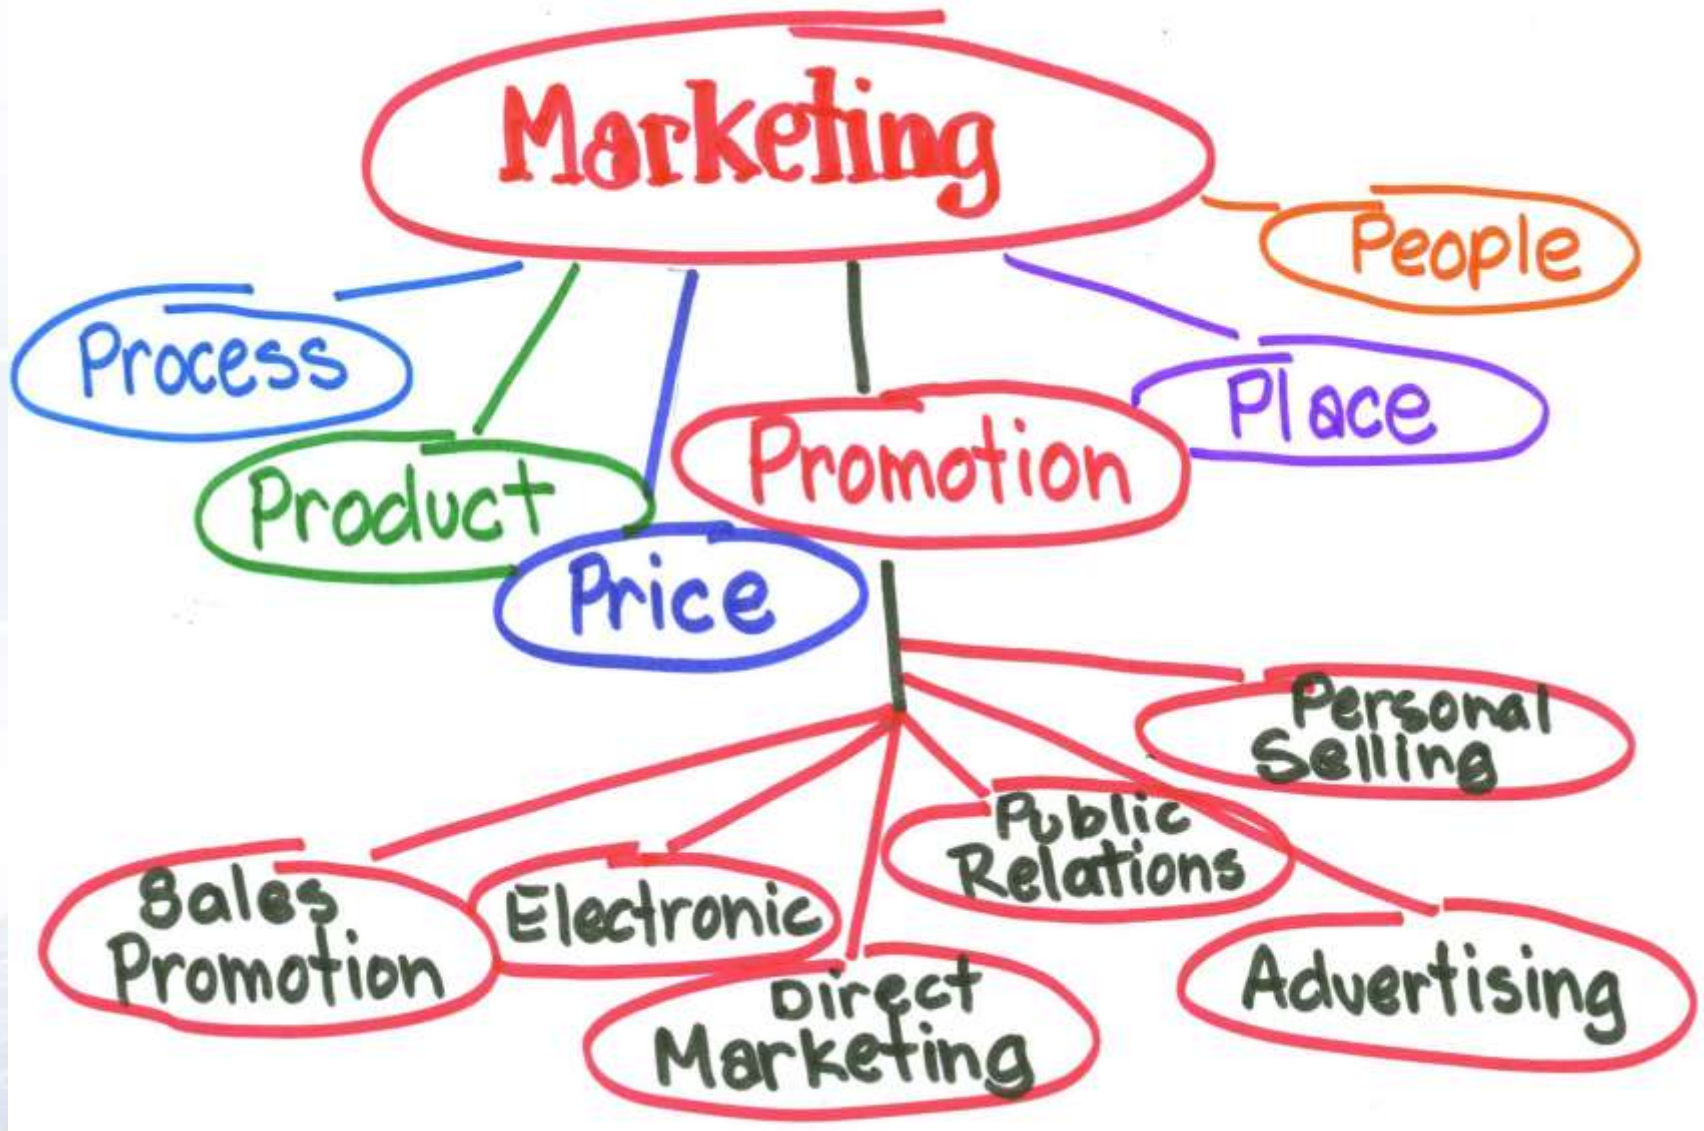 Marketing
People
Process
Place
Promotion
Product
Price
Personal
Selling
Public
Relations
Sales
Promotion
Electronic
Direct
Marketing
Advertising